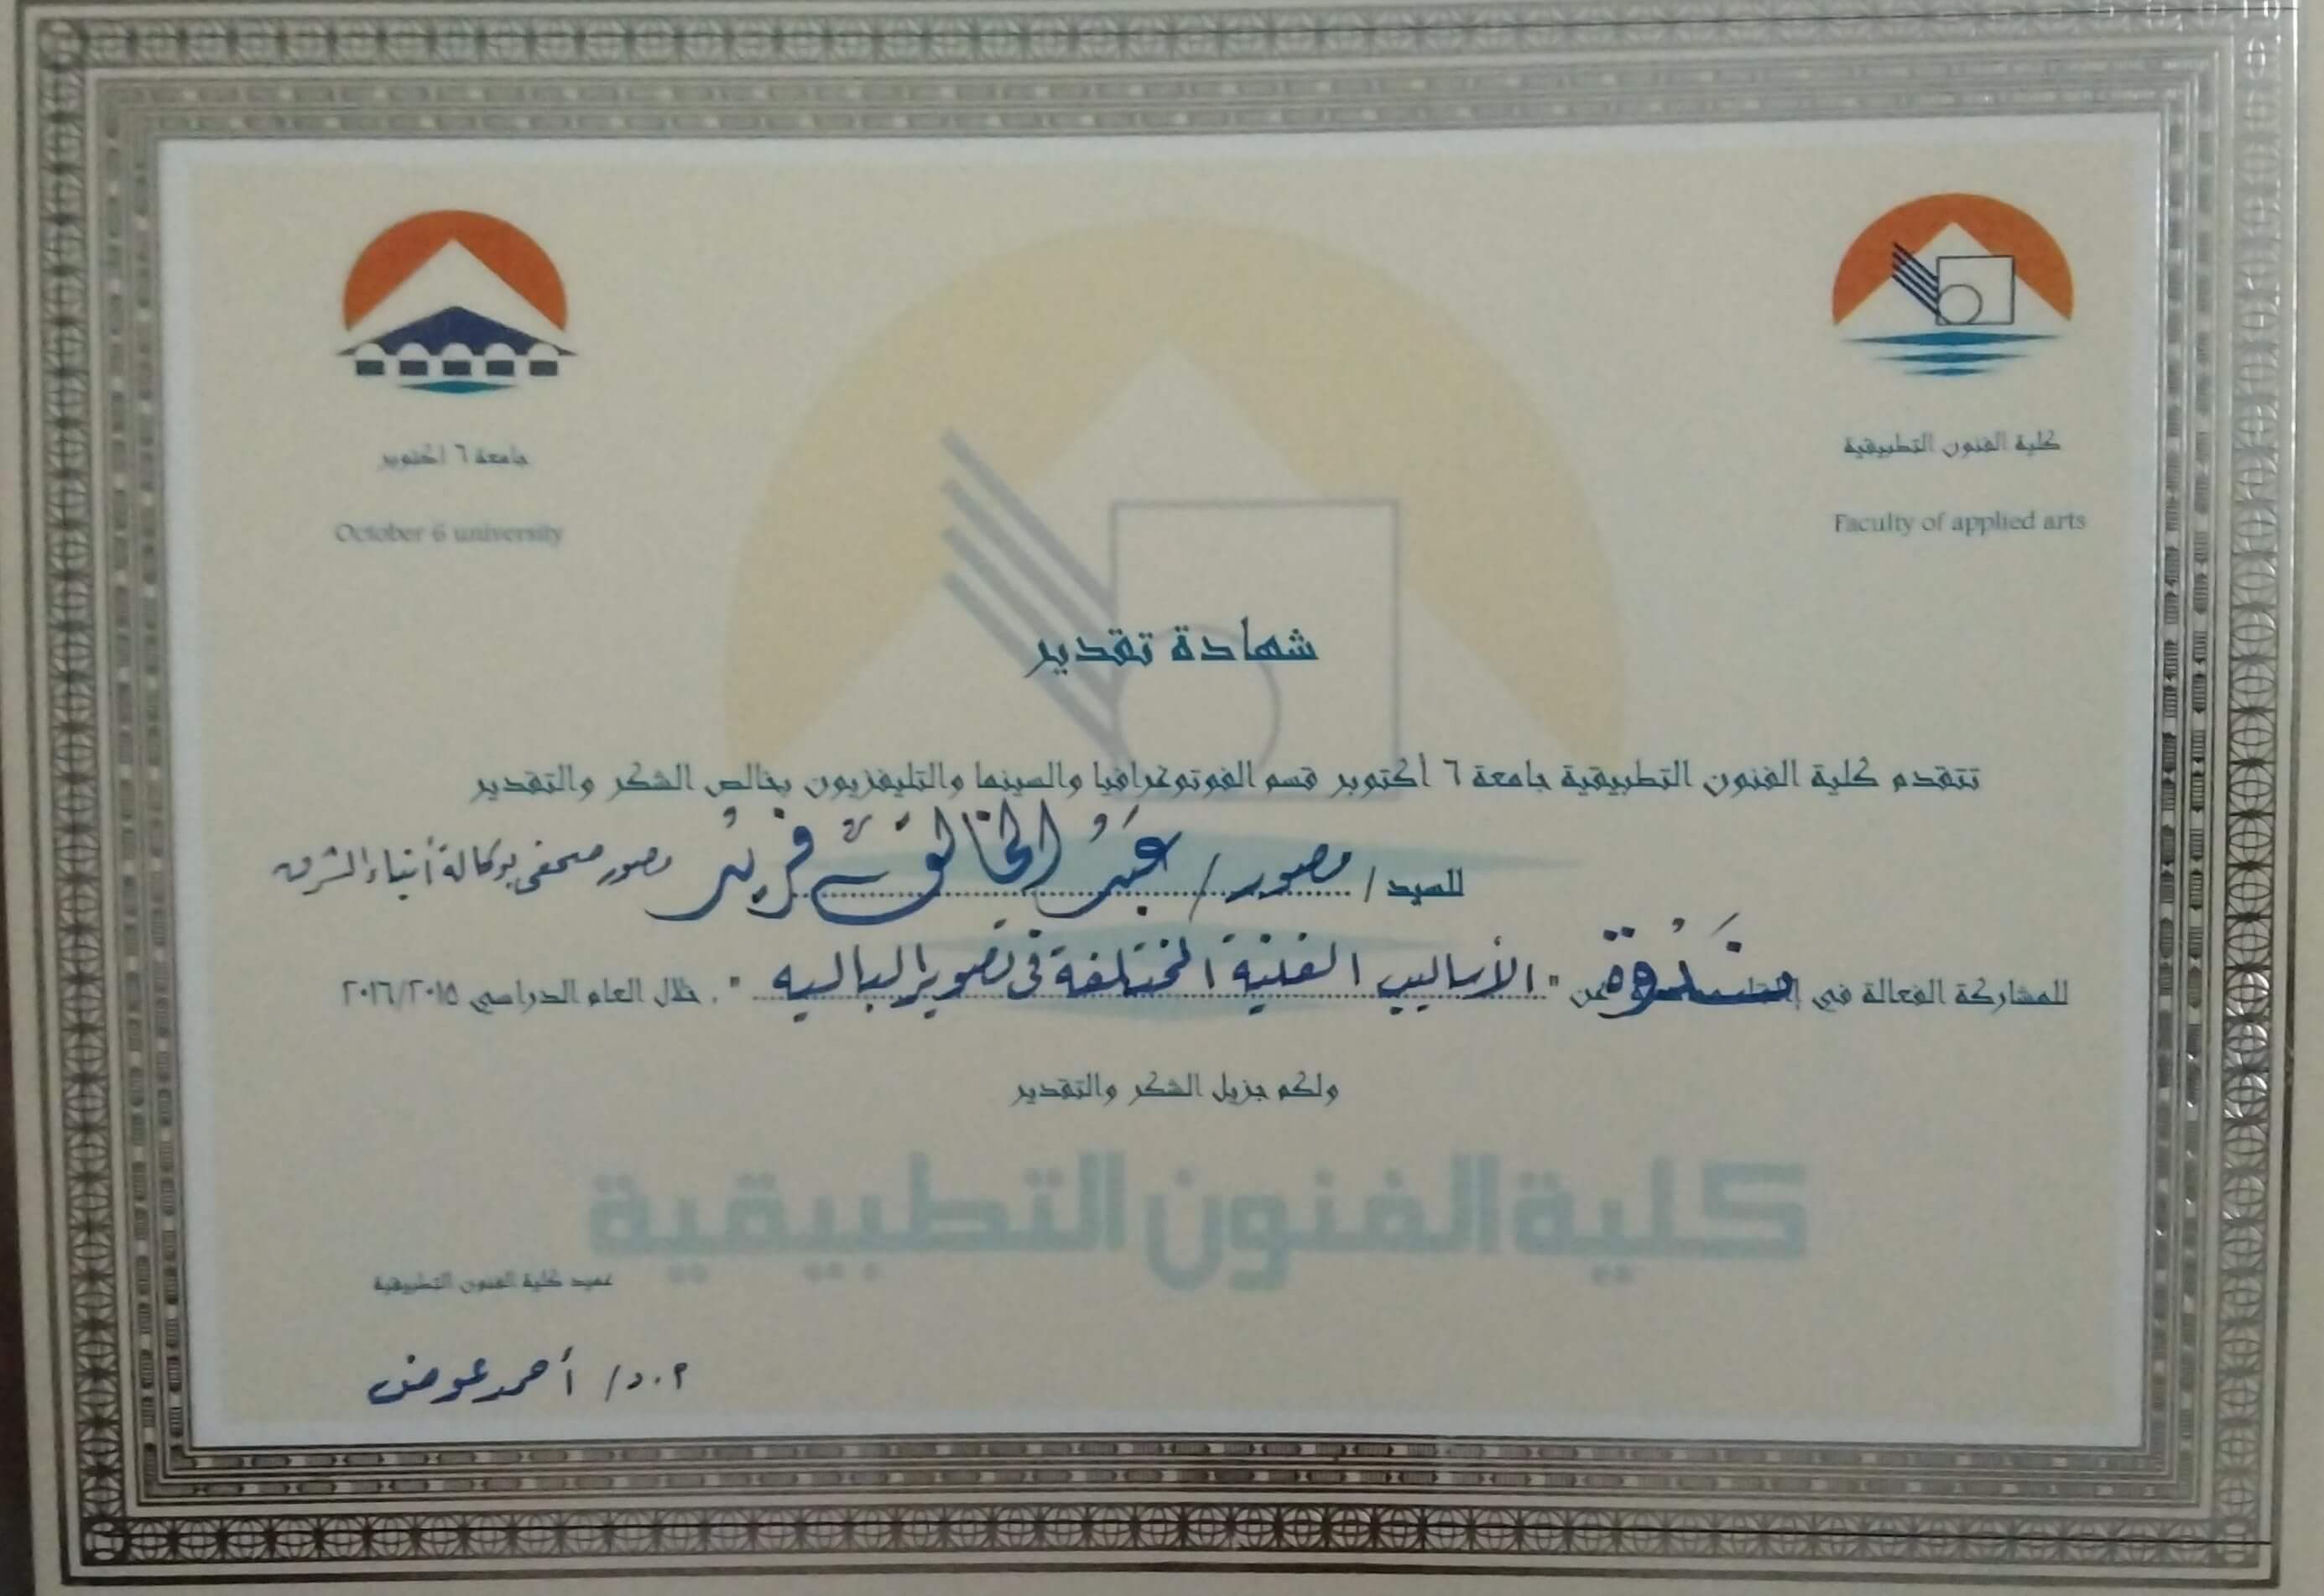 كلية الفنون التطبيقية
Faculty of applied arts
جامعة ٦ اكتوبر
October 6 university
شهادة تقدير
تتقدم كلية الفنون التطبيقية جامعة ٦ أكتوبر قسم الفوتوغرافيا والسينما والتليفزيون بخالص الشكر والتقدير
للسيد / مصور / عبد الخالق فريد مصور صحفى بوكالة أنباء الشرق
للمشاركة الفعالة في ندوة عن " الأساليب الفنية المختلفة فى تصوير الباليه " . خلال العام الدراسي ٢٠١٦/٢٠١٥
ولكم جزيل الشكر والتقدير
كلية الفنون التطبيقية
عميد كلية الفنون التطبيقية
أ.د/ أحمد عوض